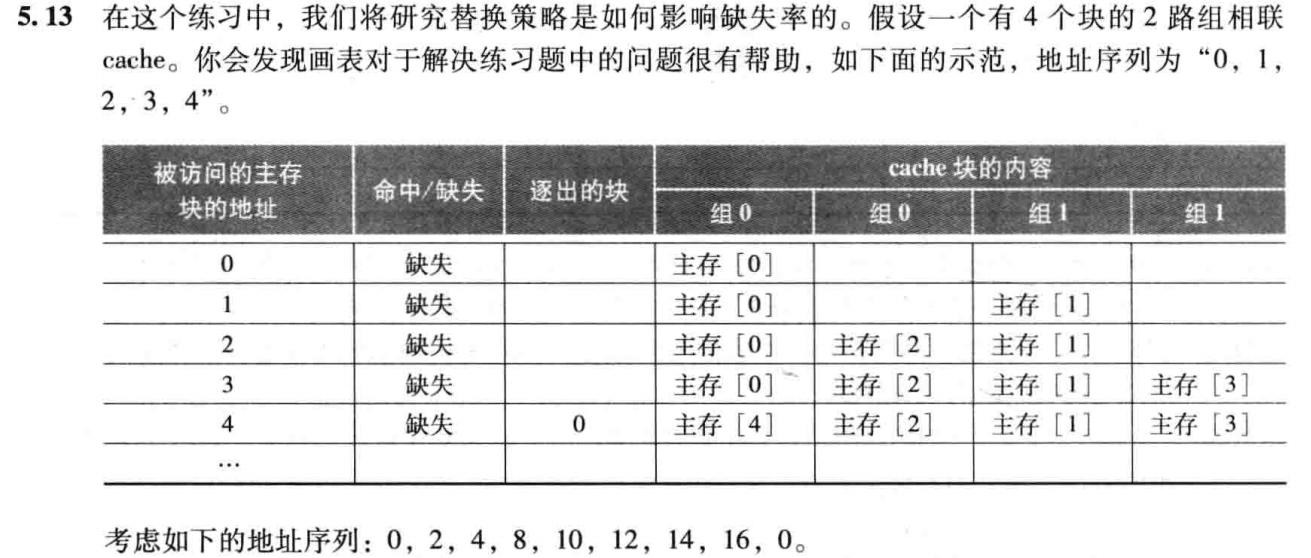 5.13 在这个练习中，我们将研究替换策略是如何影响缺失率的。假设一个有 4 个块的 2 路组相联
cache。你会发现画表对于解决练习题中的问题很有帮助，如下面的示范，地址序列为“0，1，
2，3，4”。
被访问的主存
块的地址
命中/缺失
逐出的块
cache 块的内容
组 0 组 0 组 1 组 1
0 缺失 主存［0］
1 缺失 主存［0］ 主存［1］
2 缺失 主存［0］ 主存［2］ 主存［1］
3 缺失 主存［0］ 主存［2］ 主存［1］ 主存［3］
4 缺失 0 主存［4］ 主存［2］ 主存［1］ 主存［3］
…
考虑如下的地址序列：0，2，4，8，10，12，14，16，0。